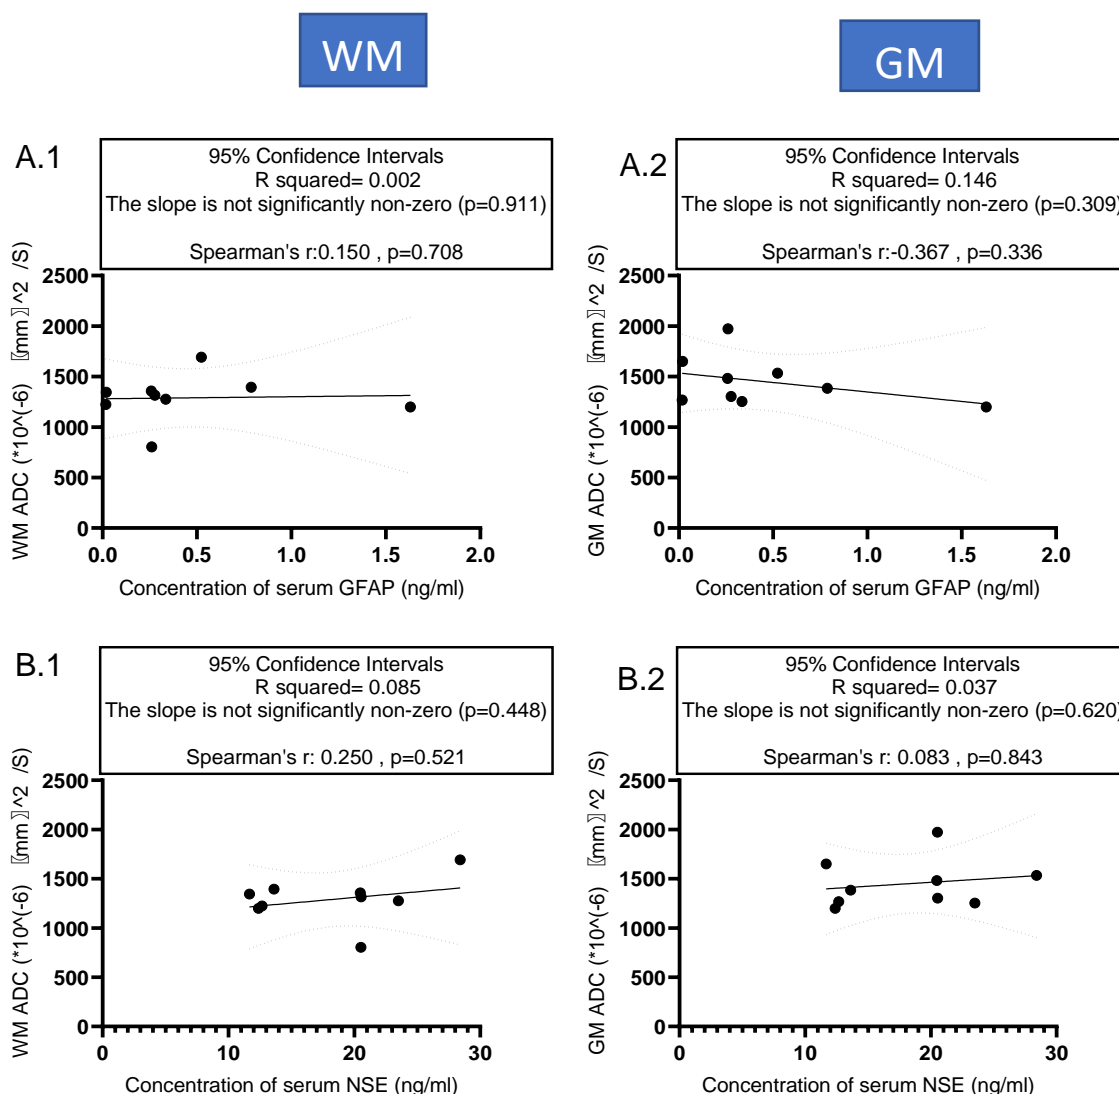 WM
GM
A.1
95% Confidence Intervals
R squared= 0.002
The slope is not significantly non-zero (p=0.911)
Spearman's r:0.150 , p=0.708
WM ADC (*10^(-6) 〖mm〗^2 /S)
2500
2000
1500
1000
500
0
0.0 0.5 1.0 1.5 2.0
Concentration of serum GFAP (ng/ml)
A.2
95% Confidence Intervals
R squared= 0.146
The slope is not significantly non-zero (p=0.309)
Spearman's r:-0.367 , p=0.336
GM ADC (*10^(-6) 〖mm〗^2 /S)
2500
2000
1500
1000
500
0
0.0 0.5 1.0 1.5 2.0
Concentration of serum GFAP (ng/ml)
B.1
95% Confidence Intervals
R squared= 0.085
The slope is not significantly non-zero (p=0.448)
Spearman's r: 0.250 , p=0.521
WM ADC (*10^(-6) 〖mm〗^2 /S)
2500
2000
1500
1000
500
0
0 10 20 30
Concentration of serum NSE (ng/ml)
B.2
95% Confidence Intervals
R squared= 0.037
The slope is not significantly non-zero (p=0.620)
Spearman's r: 0.083 , p=0.843
GM ADC (*10^(-6) 〖mm〗^2 /S)
2500
2000
1500
1000
500
0
0 10 20 30
Concentration of serum NSE (ng/ml)